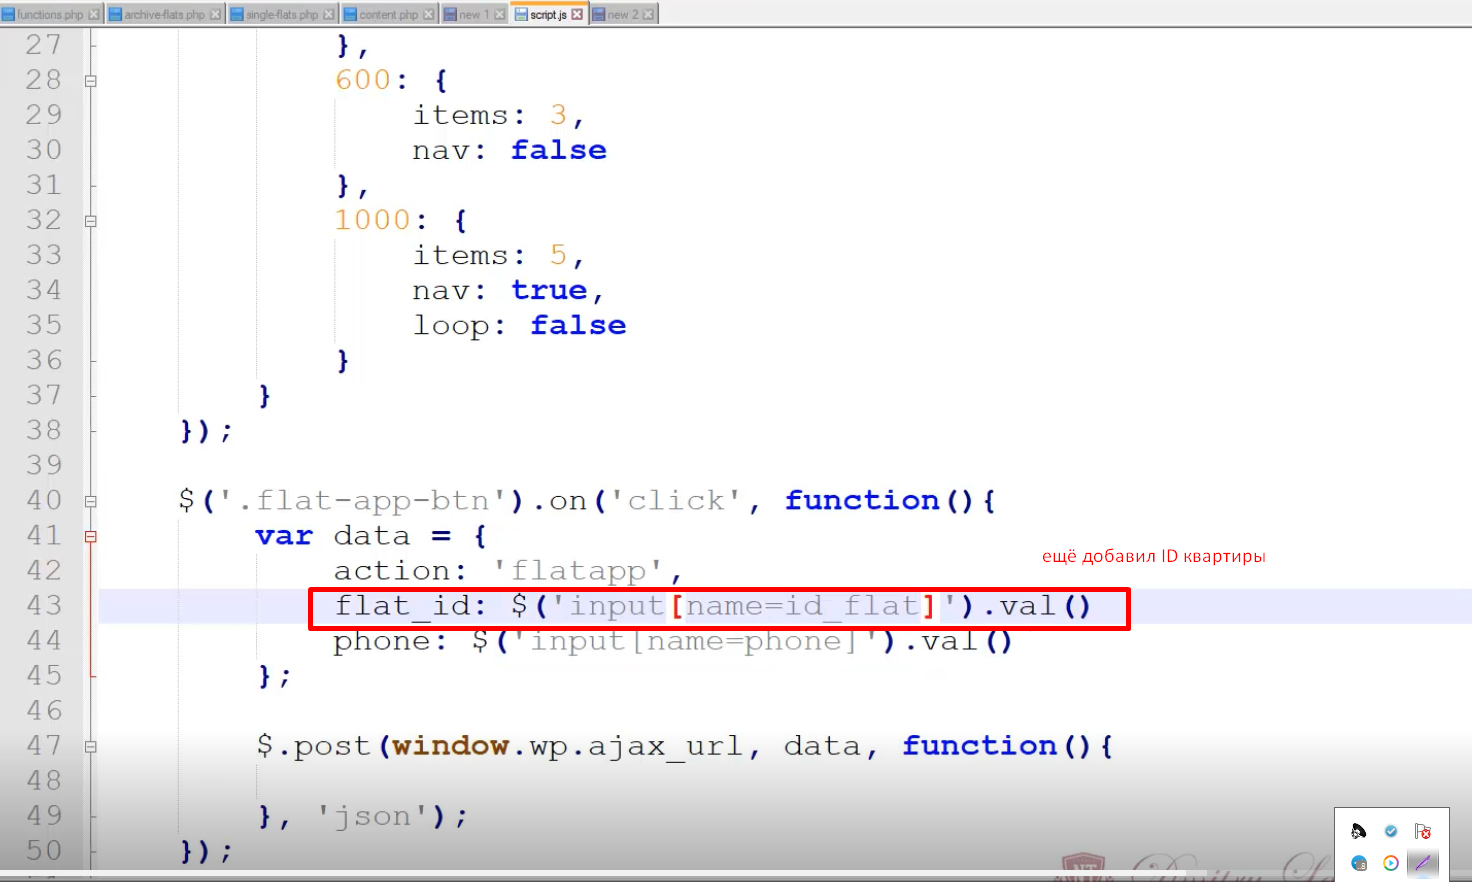 functions.php archive-flats.php single-flats.php content.php new 1 script.js new 2
27 },
28 600: {
29 items: 3,
30 nav: false
31 },
32 1000: {
33 items: 5,
34 nav: true,
35 loop: false
36 }
37 }
38 });
39
40 $('.flat-app-btn').on('click', function(){
41 var data = {
ещё добавил ID квартиры
42 action: 'flatapp',
43 flat_id: $('input[name=id_flat]').val()
44 phone: $('input[name=phone]').val()
45 };
46
47 $.post(window.wp.ajax_url, data, function(){
48
49 }, 'json');
50 });